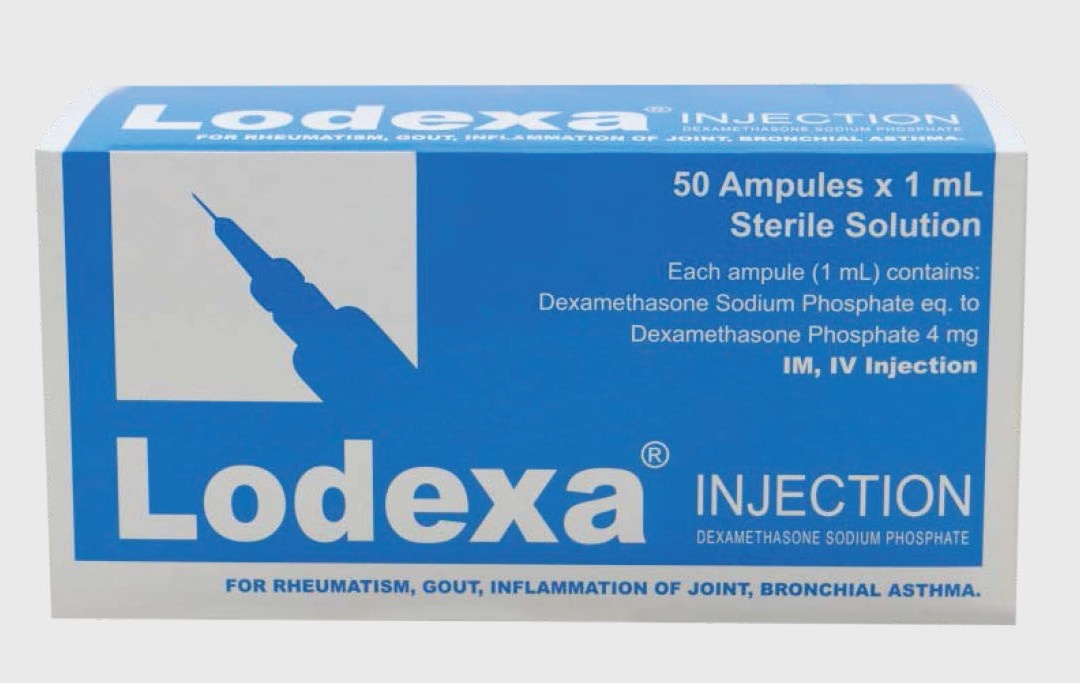 Lodexa® INJECTION
DEXAMETHASONE SODIUM PHOSPHATE
FOR RHEUMATISM, GOUT, INFLAMMATION OF JOINT, BRONCHIAL ASTHMA.
50 Ampules x 1 mL
Sterile Solution
Each ampule (1 mL) contains:
Dexamethasone Sodium Phosphate eq. to
Dexamethasone Phosphate 4 mg
IM, IV Injection
Lodexa® INJECTION
DEXAMETHASONE SODIUM PHOSPHATE
FOR RHEUMATISM, GOUT, INFLAMMATION OF JOINT, BRONCHIAL ASTHMA.